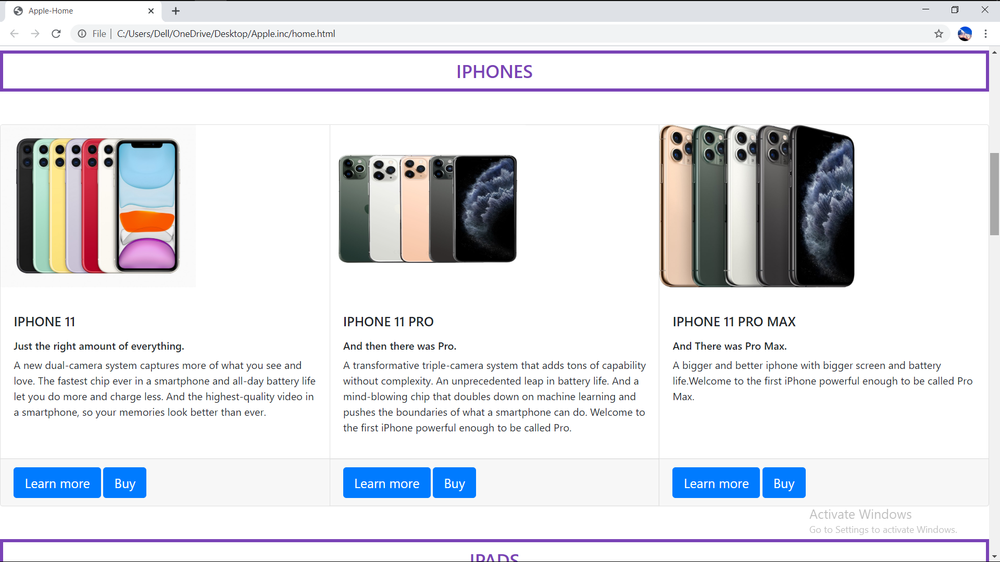 Apple-Home
File | C:/Users/Dell/OneDrive/Desktop/Apple.inc/home.html
IPHONES
IPHONE 11
Just the right amount of everything.
A new dual-camera system captures more of what you see and
love. The fastest chip ever in a smartphone and all-day battery life
let you do more and charge less. And the highest-quality video in
a smartphone, so your memories look better than ever.
Learn more Buy
IPHONE 11 PRO
And then there was Pro.
A transformative triple-camera system that adds tons of capability
without complexity. An unprecedented leap in battery life. And a
mind-blowing chip that doubles down on machine learning and
pushes the boundaries of what a smartphone can do. Welcome to
the first iPhone powerful enough to be called Pro.
Learn more Buy
IPHONE 11 PRO MAX
And There was Pro Max.
A bigger and better iphone with bigger screen and battery
life.Welcome to the first iPhone powerful enough to be called Pro
Max.
Learn more Buy
Activate Windows
Go to Settings to activate Windows.
IPADS